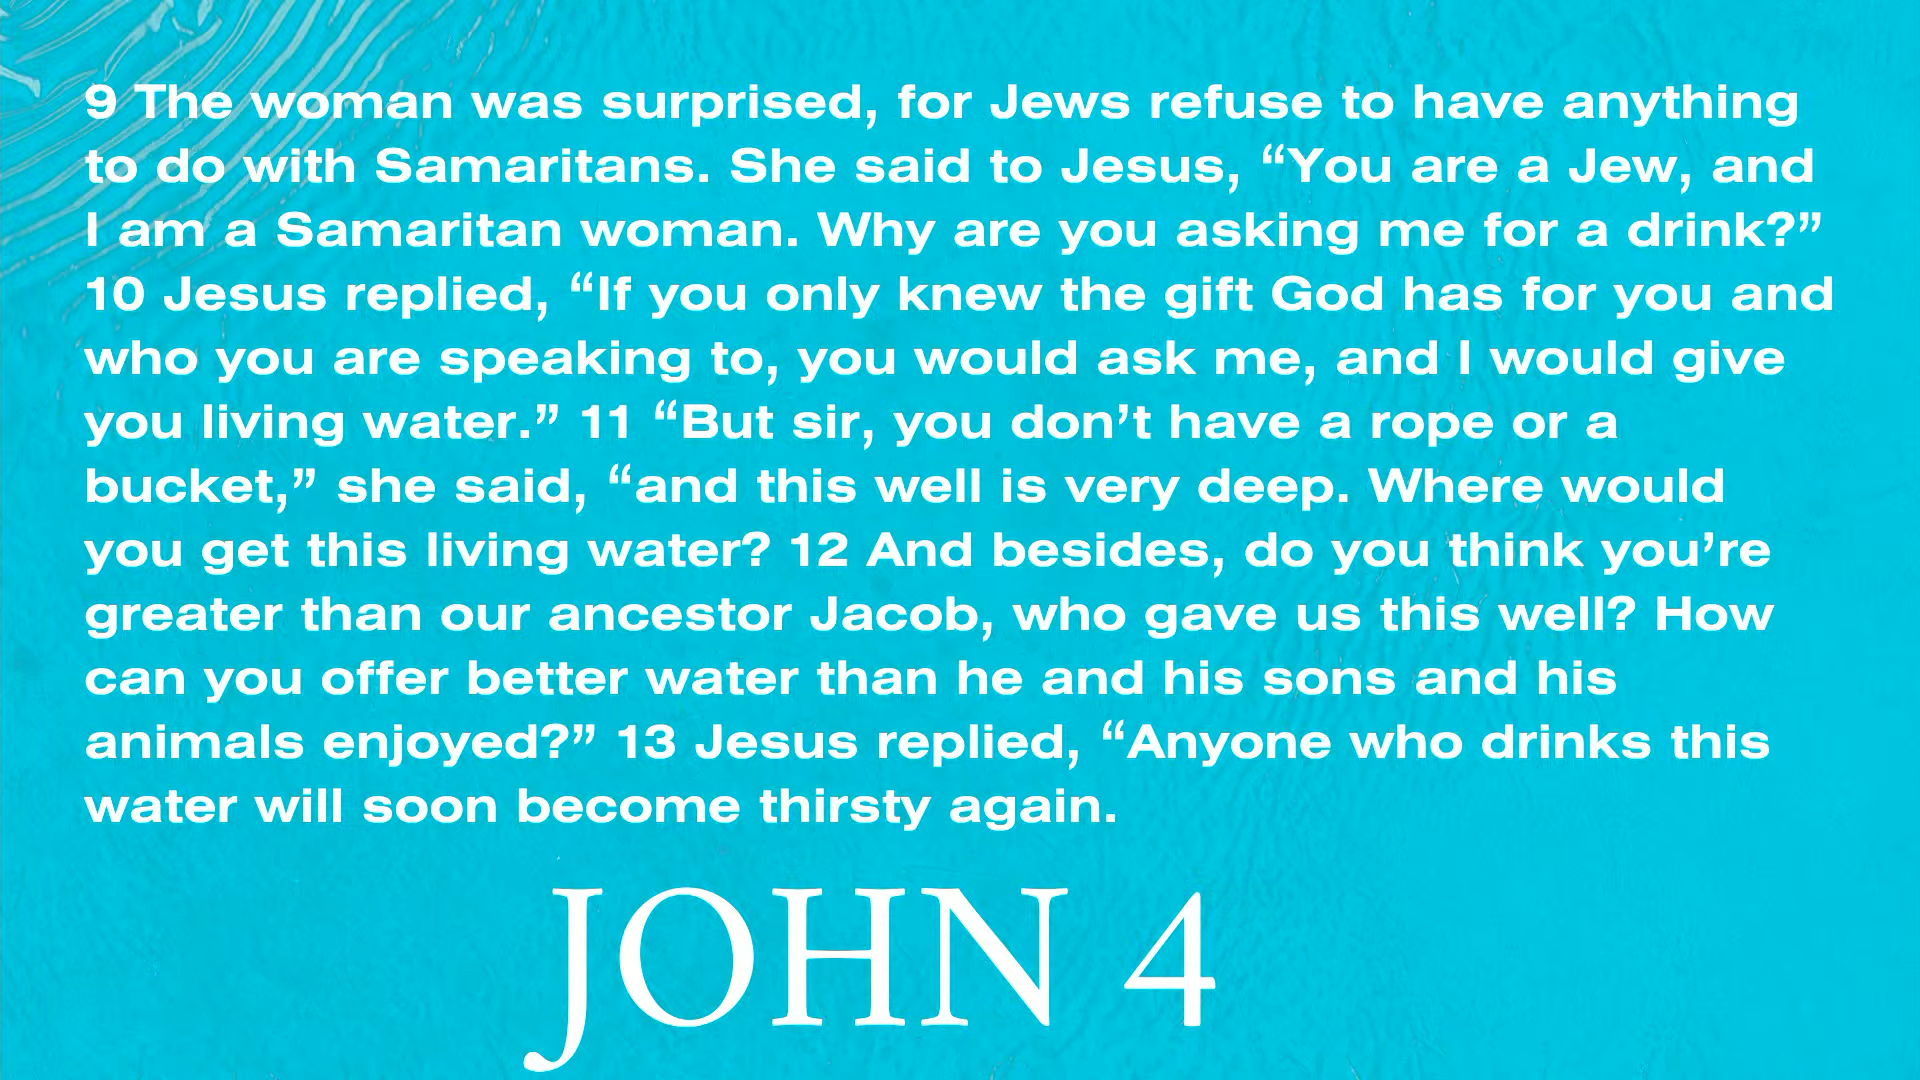 9 The woman was surprised, for Jews refuse to have anything
to do with Samaritans. She said to Jesus, “You are a Jew, and
I am a Samaritan woman. Why are you asking me for a drink?”
10 Jesus replied, “If you only knew the gift God has for you and
who you are speaking to, you would ask me, and I would give
you living water.” 11 “But sir, you don’t have a rope or a
bucket,” she said, “and this well is very deep. Where would
you get this living water? 12 And besides, do you think you’re
greater than our ancestor Jacob, who gave us this well? How
can you offer better water than he and his sons and his
animals enjoyed?” 13 Jesus replied, “Anyone who drinks this
water will soon become thirsty again.
JOHN 4